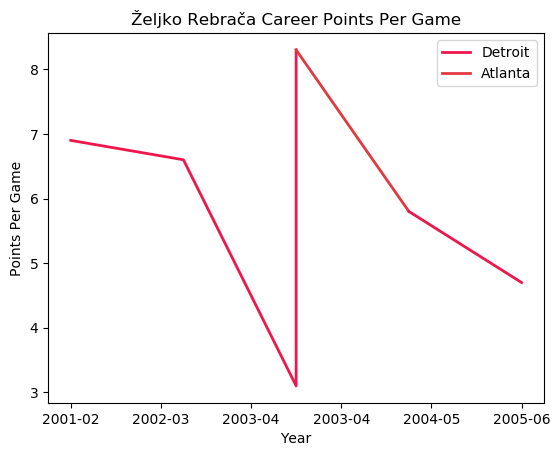 Željko Rebrača Career Points Per Game
Detroit
Atlanta
Points Per Game
8
7
6
5
4
3
2001-02
2002-03
2003-04
2003-04
2004-05
2005-06
Year